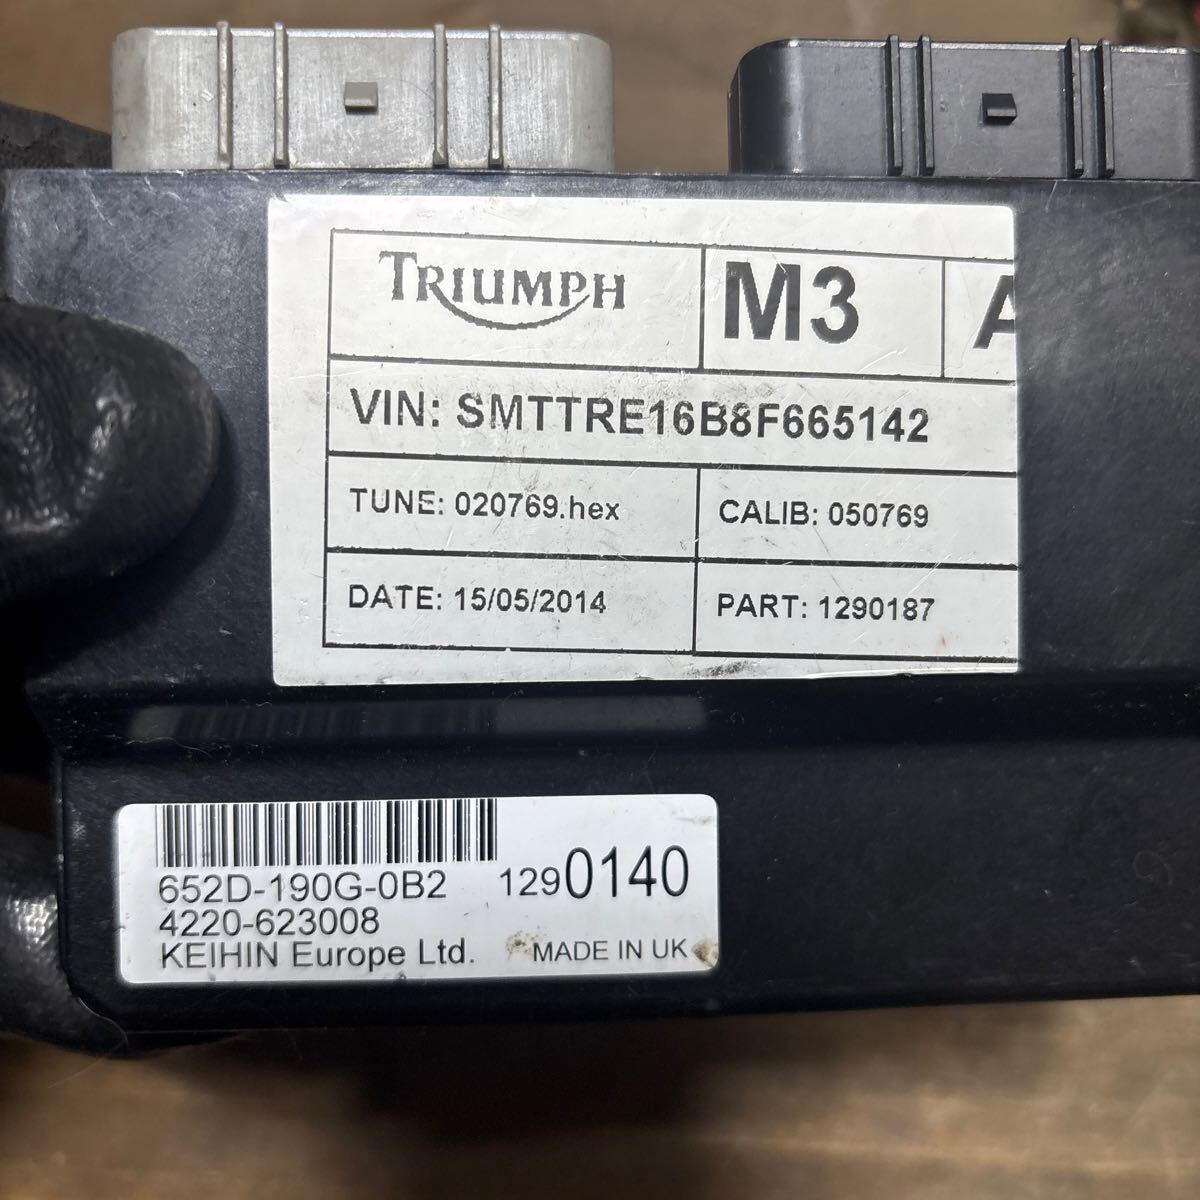 TRIUMPH M3 A
VIN: SMTTRE16B8F665142
TUNE: 020769.hex CALIB: 050769
DATE: 15/05/2014 PART: 1290187
652D-190G-0B2 1290140
4220-623008
KEIHIN Europe Ltd. MADE IN UK